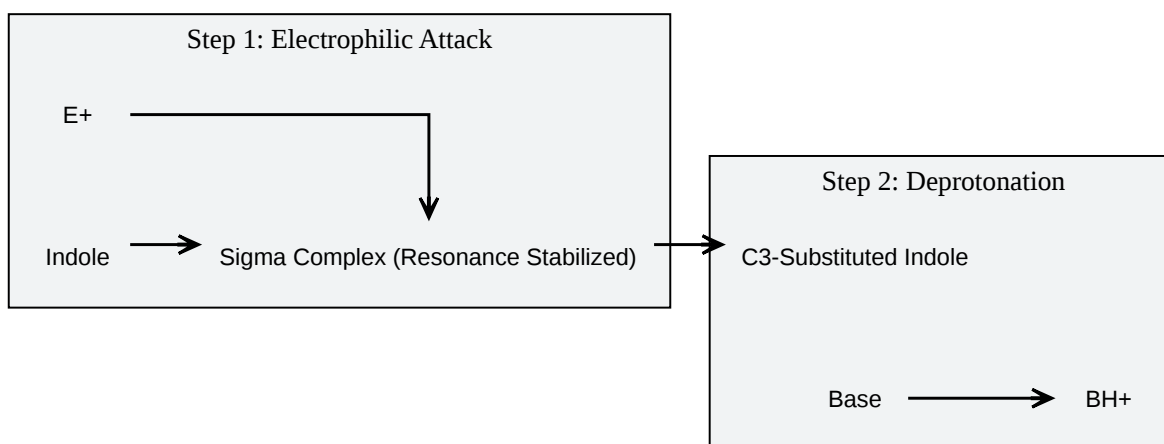 Step 1: Electrophilic Attack
E+
Indole
Sigma Complex (Resonance Stabilized)
Step 2: Deprotonation
C3-Substituted Indole
Base
BH+